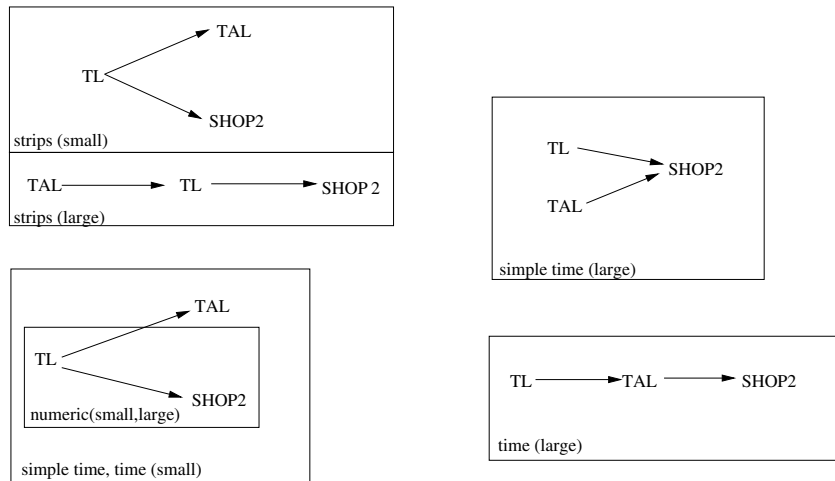 TAL
TL
SHOP2
strips (small)
TAL TL SHOP 2
strips (large)
TL
SHOP2
TAL
simple time (large)
TAL
TL
SHOP2
numeric(small,large)
simple time, time (small)
TL TAL SHOP2
time (large)